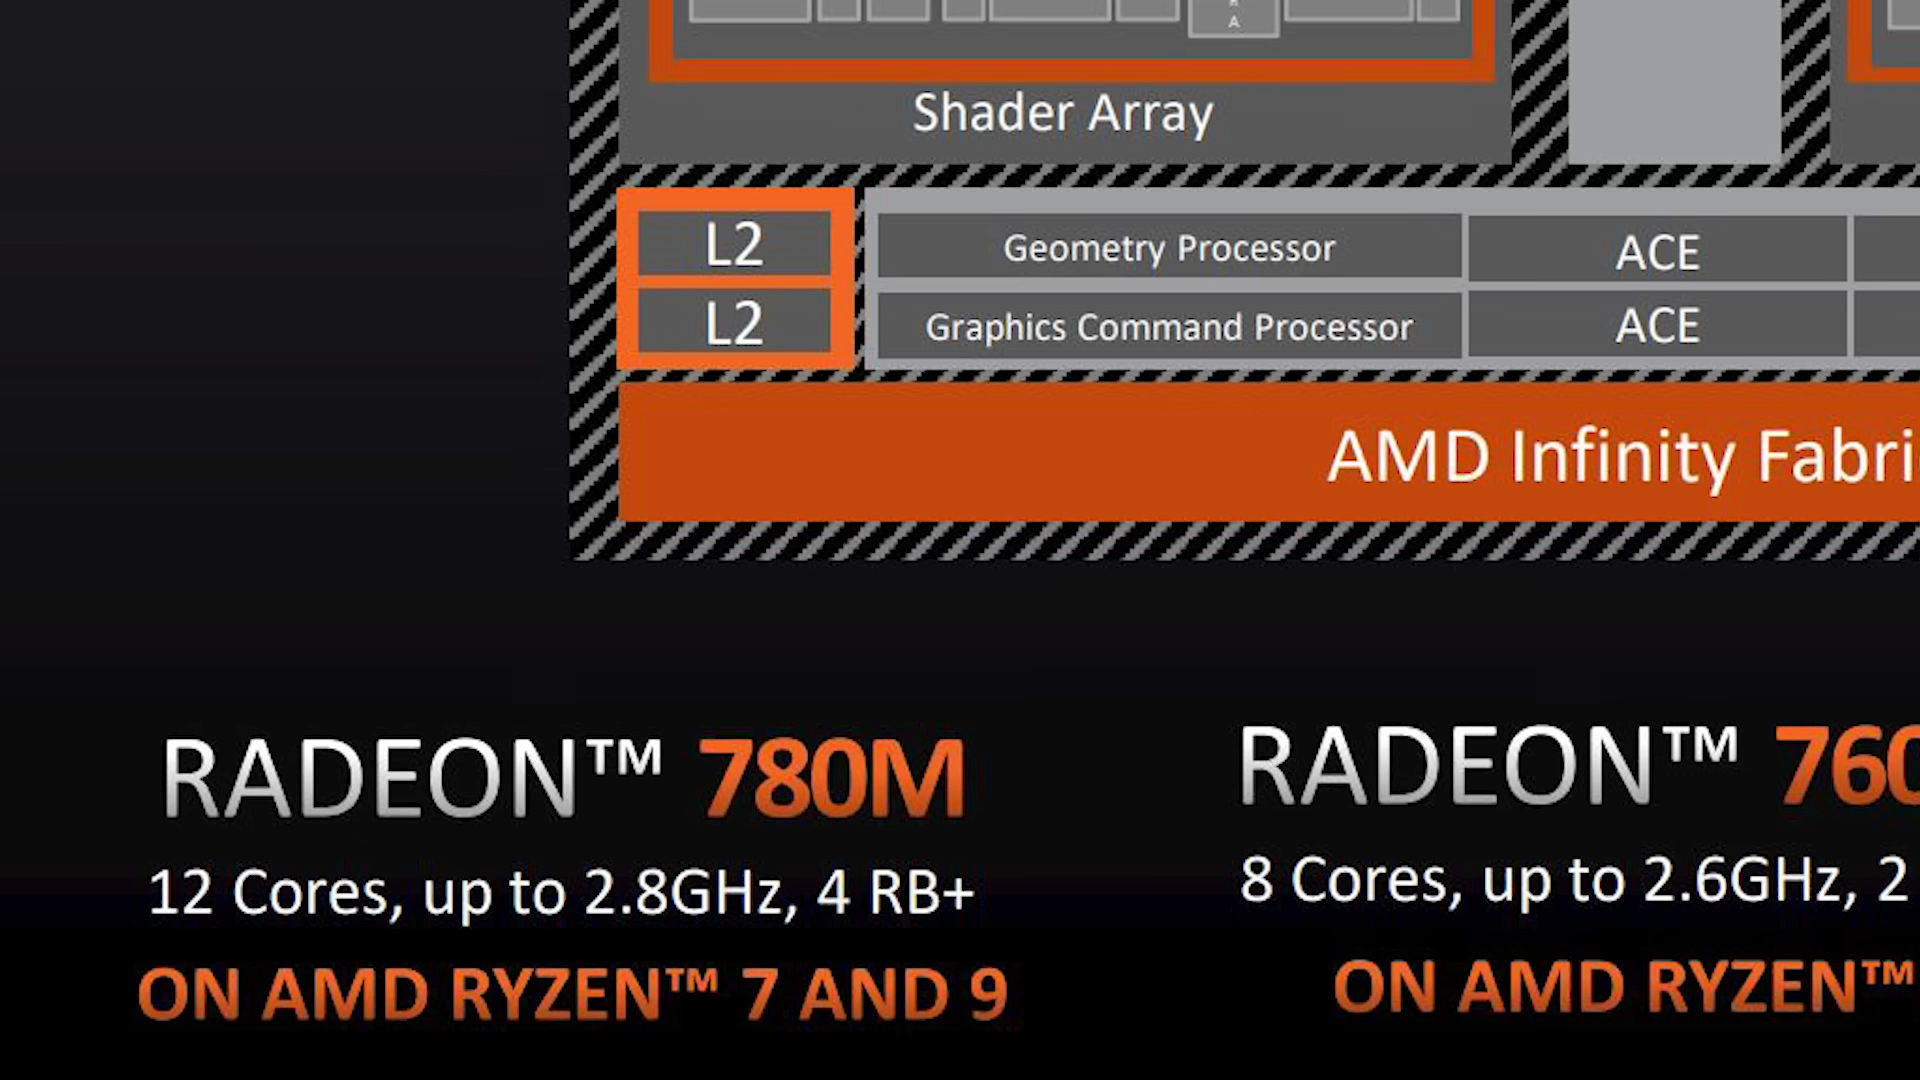 R
A
Shader Array
L2
Geometry Processor
ACE
L2
Graphics Command Processor
ACE
AMD Infinity Fabri
RADEON™ 780M
12 Cores, up to 2.8GHz, 4 RB+
ON AMD RYZEN™ 7 AND 9
RADEON™ 760
8 Cores, up to 2.6GHz, 2
ON AMD RYZEN™